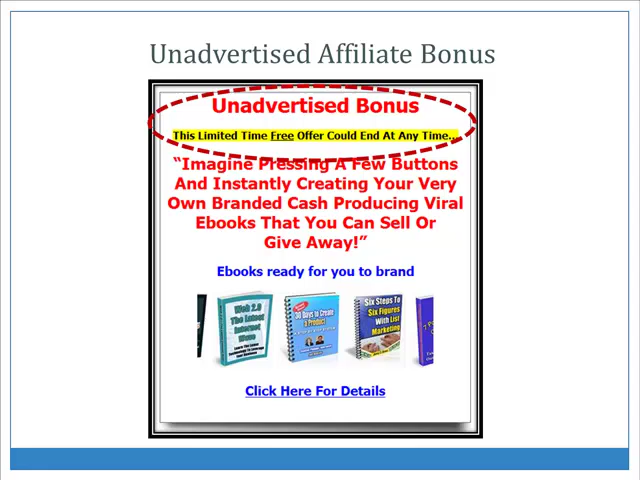 Unadvertised Affiliate Bonus
Unadvertised Bonus
This Limited Time Free Offer Could End At Any Time...
“Imagine Pressing A Few Buttons
And Instantly Creating Your Very
Own Branded Cash Producing Viral
Ebooks That You Can Sell Or
Give Away!”
Ebooks ready for you to brand
Web 2.0
The Latest
Internet
Wave
30 Days to Create
A Product
Six Steps To
Six Figures
With List
Marketing
Click Here For Details